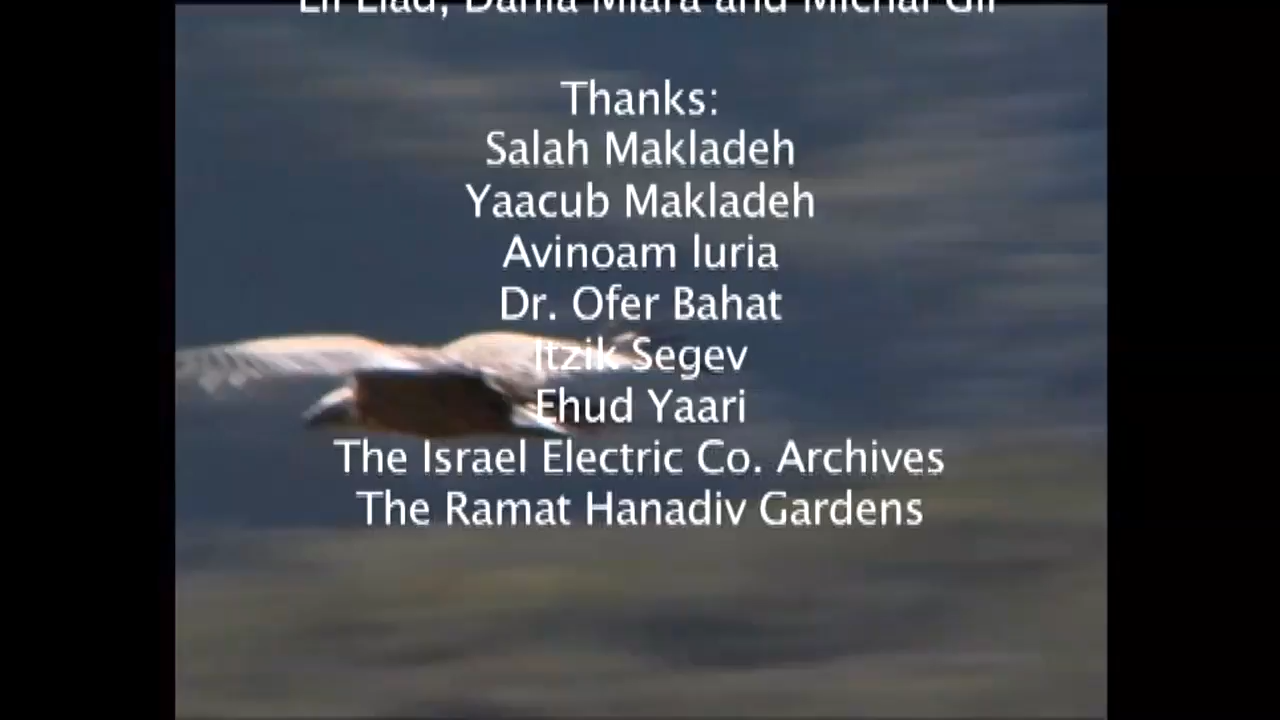 Thanks:
Salah Makladeh
Yaacub Makladeh
Avinoam luria
Dr. Ofer Bahat
Itzik Segev
Ehud Yaari
The Israel Electric Co. Archives
The Ramat Hanadiv Gardens